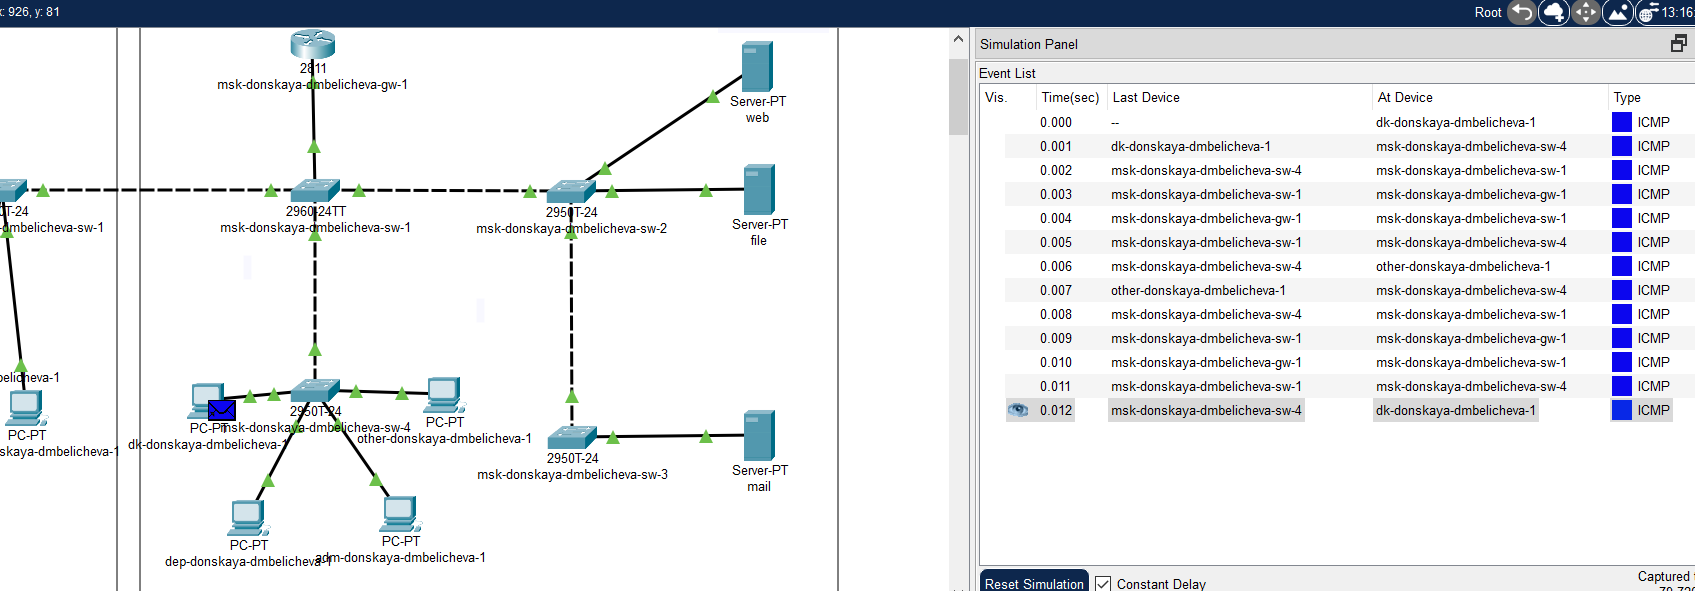 x: 926, y: 81
Root
13:16:
2811
msk-donskaya-dmbelicheva-gw-1
Server-PT
web
2960-24TT
msk-donskaya-dmbelicheva-sw-1
0T-24
-dmbelicheva-sw-1
2950T-24
msk-donskaya-dmbelicheva-sw-2
Server-PT
file
belicheva-1
PC-PT
skaya-dmbelicheva-1
PC-PT
dk-donskaya-dmbelicheva-1
2950T-24
msk-donskaya-dmbelicheva-sw-4
PC-PT
other-donskaya-dmbelicheva-1
2950T-24
msk-donskaya-dmbelicheva-sw-3
Server-PT
mail
PC-PT
dep-donskaya-dmbelicheva-1
PC-PT
adm-donskaya-dmbelicheva-1
Simulation Panel
Event List
Vis. Time(sec) Last Device At Device Type
0.000 -- dk-donskaya-dmbelicheva-1 ICMP
0.001 dk-donskaya-dmbelicheva-1 msk-donskaya-dmbelicheva-sw-4 ICMP
0.002 msk-donskaya-dmbelicheva-sw-4 msk-donskaya-dmbelicheva-sw-1 ICMP
0.003 msk-donskaya-dmbelicheva-sw-1 msk-donskaya-dmbelicheva-gw-1 ICMP
0.004 msk-donskaya-dmbelicheva-gw-1 msk-donskaya-dmbelicheva-sw-1 ICMP
0.005 msk-donskaya-dmbelicheva-sw-1 msk-donskaya-dmbelicheva-sw-4 ICMP
0.006 msk-donskaya-dmbelicheva-sw-4 other-donskaya-dmbelicheva-1 ICMP
0.007 other-donskaya-dmbelicheva-1 msk-donskaya-dmbelicheva-sw-4 ICMP
0.008 msk-donskaya-dmbelicheva-sw-4 msk-donskaya-dmbelicheva-sw-1 ICMP
0.009 msk-donskaya-dmbelicheva-sw-1 msk-donskaya-dmbelicheva-gw-1 ICMP
0.010 msk-donskaya-dmbelicheva-gw-1 msk-donskaya-dmbelicheva-sw-1 ICMP
0.011 msk-donskaya-dmbelicheva-sw-1 msk-donskaya-dmbelicheva-sw-4 ICMP
0.012 msk-donskaya-dmbelicheva-sw-4 dk-donskaya-dmbelicheva-1 ICMP
Reset Simulation Constant Delay
Captured